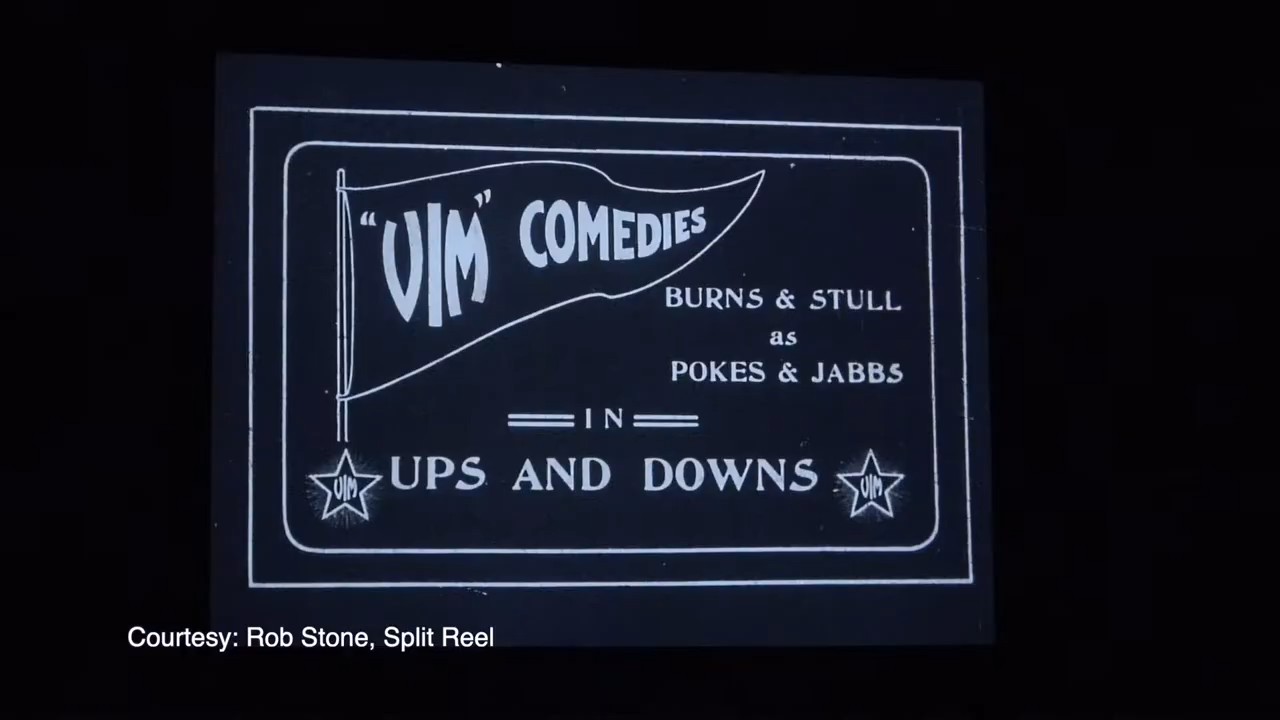 "VIM" COMEDIES
BURNS & STULL
as
POKES & JABBS
IN
UPS AND DOWNS
VIM
VIM
Courtesy: Rob Stone, Split Reel